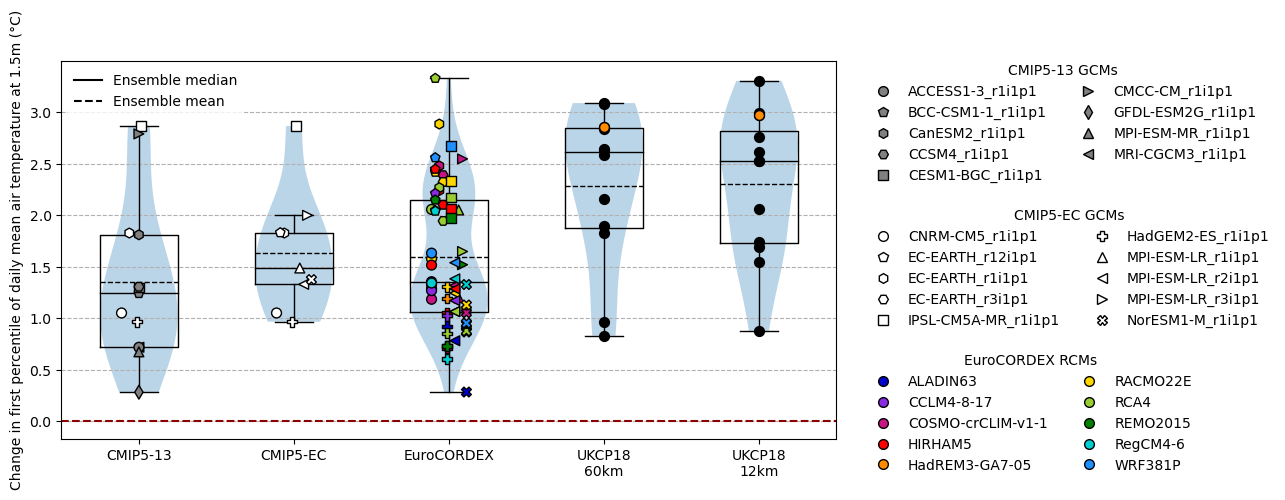 Change in first percentile of daily mean air temperature at 1.5m (°C)
Ensemble median
Ensemble mean
3.0
2.5
2.0
1.5
1.0
0.5
0.0
CMIP5-13
CMIP5-EC
EuroCORDEX
UKCP18
60km
UKCP18
12km
CMIP5-13 GCMs
ACCESS1-3_r1i1p1
BCC-CSM1-1_r1i1p1
CanESM2_r1i1p1
CCSM4_r1i1p1
CESM1-BGC_r1i1p1
CMCC-CM_r1i1p1
GFDL-ESM2G_r1i1p1
MPI-ESM-MR_r1i1p1
MRI-CGCM3_r1i1p1
CMIP5-EC GCMs
CNRM-CM5_r1i1p1
EC-EARTH_r12i1p1
EC-EARTH_r1i1p1
EC-EARTH_r3i1p1
IPSL-CM5A-MR_r1i1p1
HadGEM2-ES_r1i1p1
MPI-ESM-LR_r1i1p1
MPI-ESM-LR_r2i1p1
MPI-ESM-LR_r3i1p1
NorESM1-M_r1i1p1
EuroCORDEX RCMs
ALADIN63
CCLM4-8-17
COSMO-crCLIM-v1-1
HIRHAM5
HadREM3-GA7-05
RACMO22E
RCA4
REMO2015
RegCM4-6
WRF381P